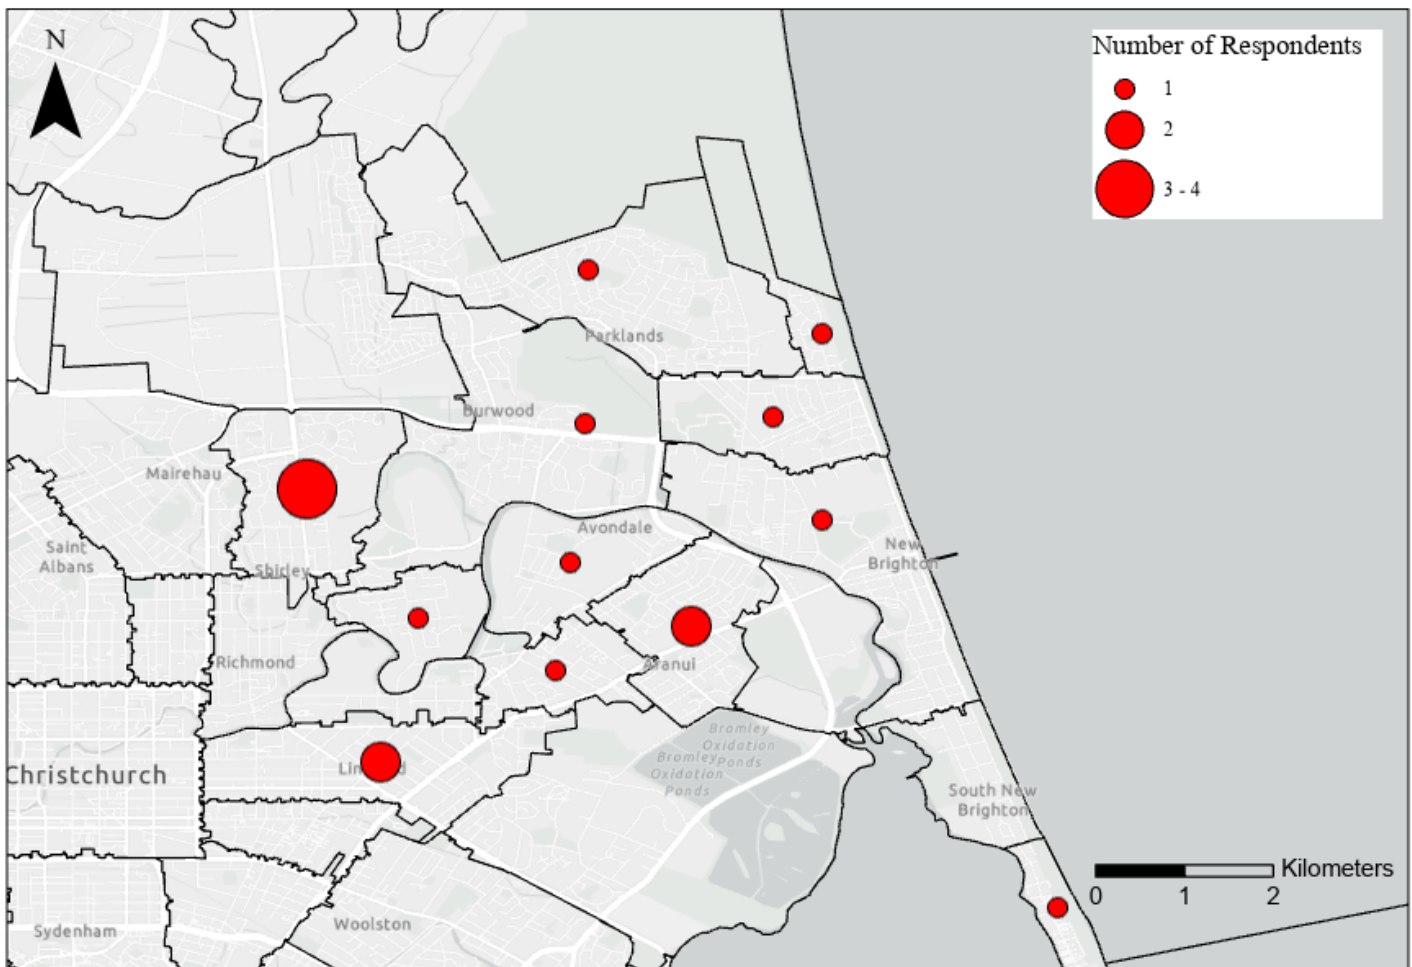 N
Number of Respondents
1
2
3 - 4
Parklands
Burwood
Mairehau
Avondale
Saint
Albans
New
Brighton
Shirley
Richmond
Aranui
Bromley
Oxidation
Ponds
Bromley
Oxidation
Ponds
Christchurch
South New
Brighton
Kilometers
0 1 2
Sydenham
Woolston